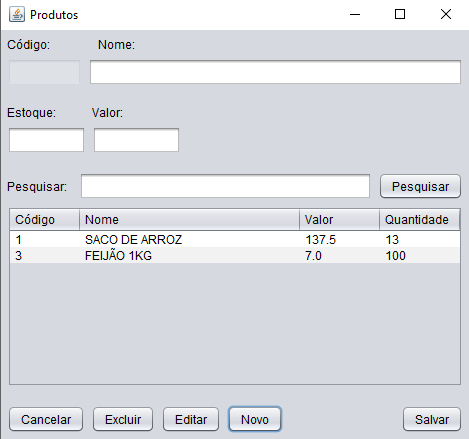 Produtos
Código: Nome:
Estoque: Valor:
Pesquisar: Pesquisar
Código Nome Valor Quantidade
1 SACO DE ARROZ 137.5 13
3 FEIJÃO 1KG 7.0 100
Cancelar Excluir Editar Novo Salvar